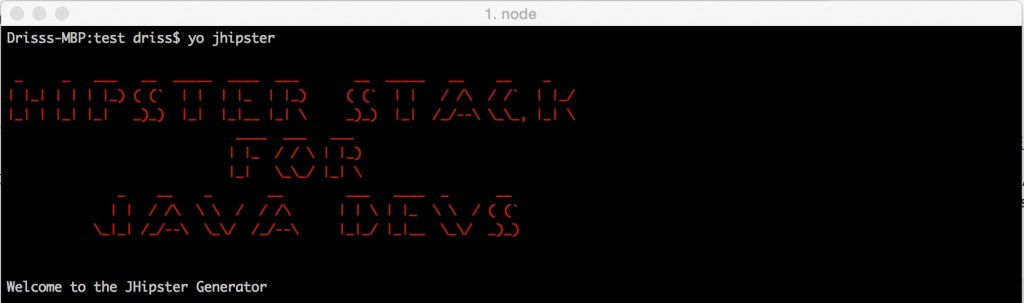 1. node
Drisss-MBP:test driss$ yo jhipster
HIPSTER STACK
FOR
JAVA DEVS
Welcome to the JHipster Generator